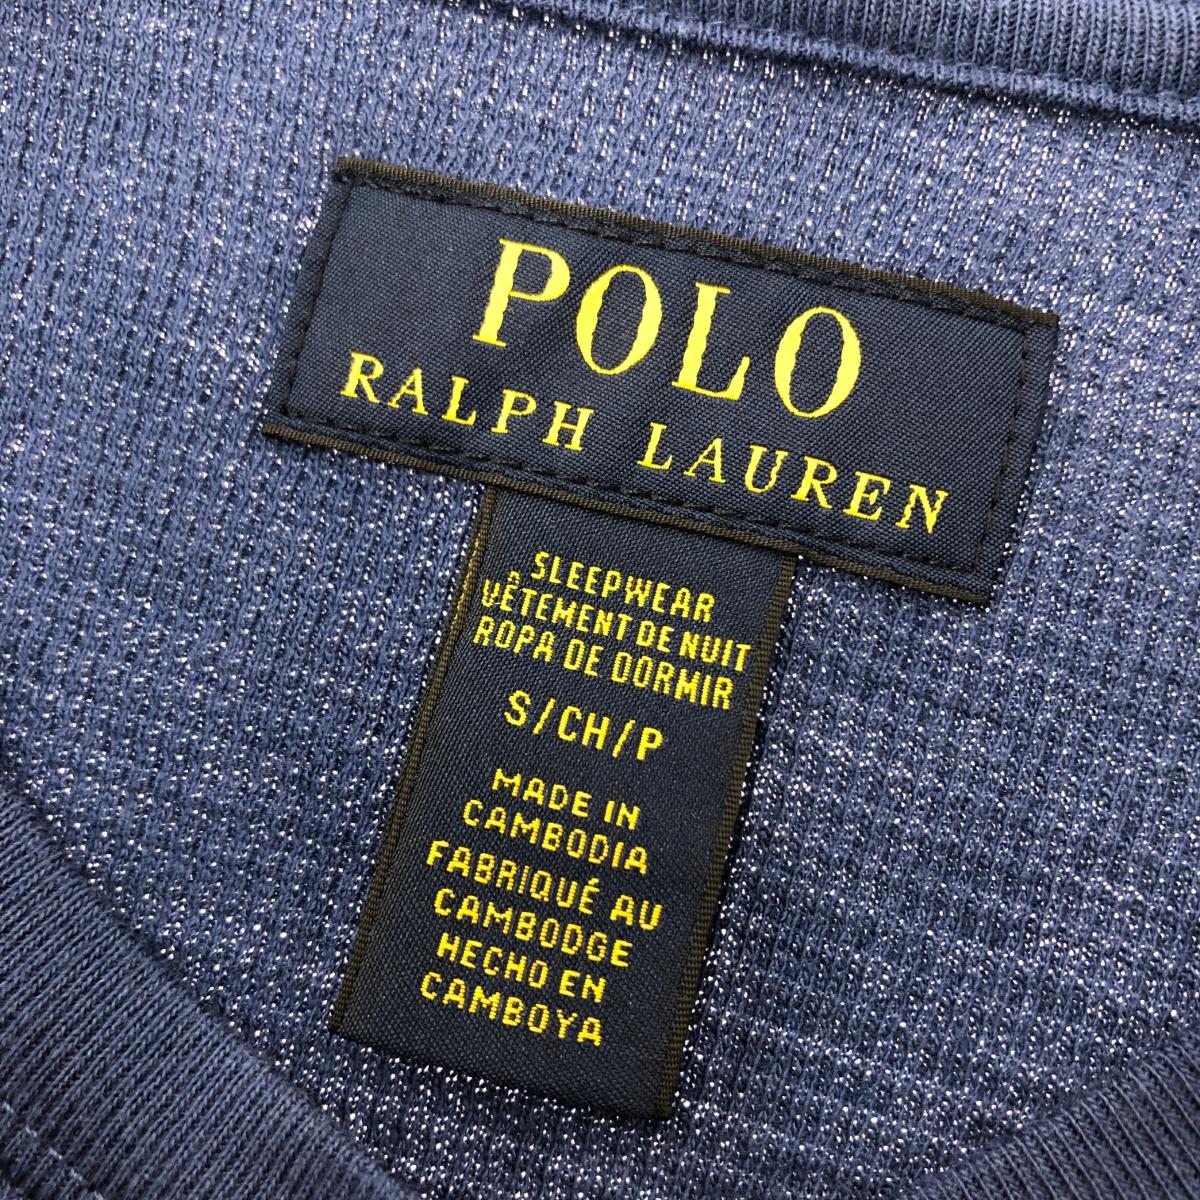 POLO
RALPH LAUREN
SLEEPWEAR
VÊTEMENT DE NUIT
ROPA DE DORMIR
S/CH/P
MADE IN
CAMBODIA
FABRIQUÉ AU
CAMBODGE
HECHO EN
CAMBOYA